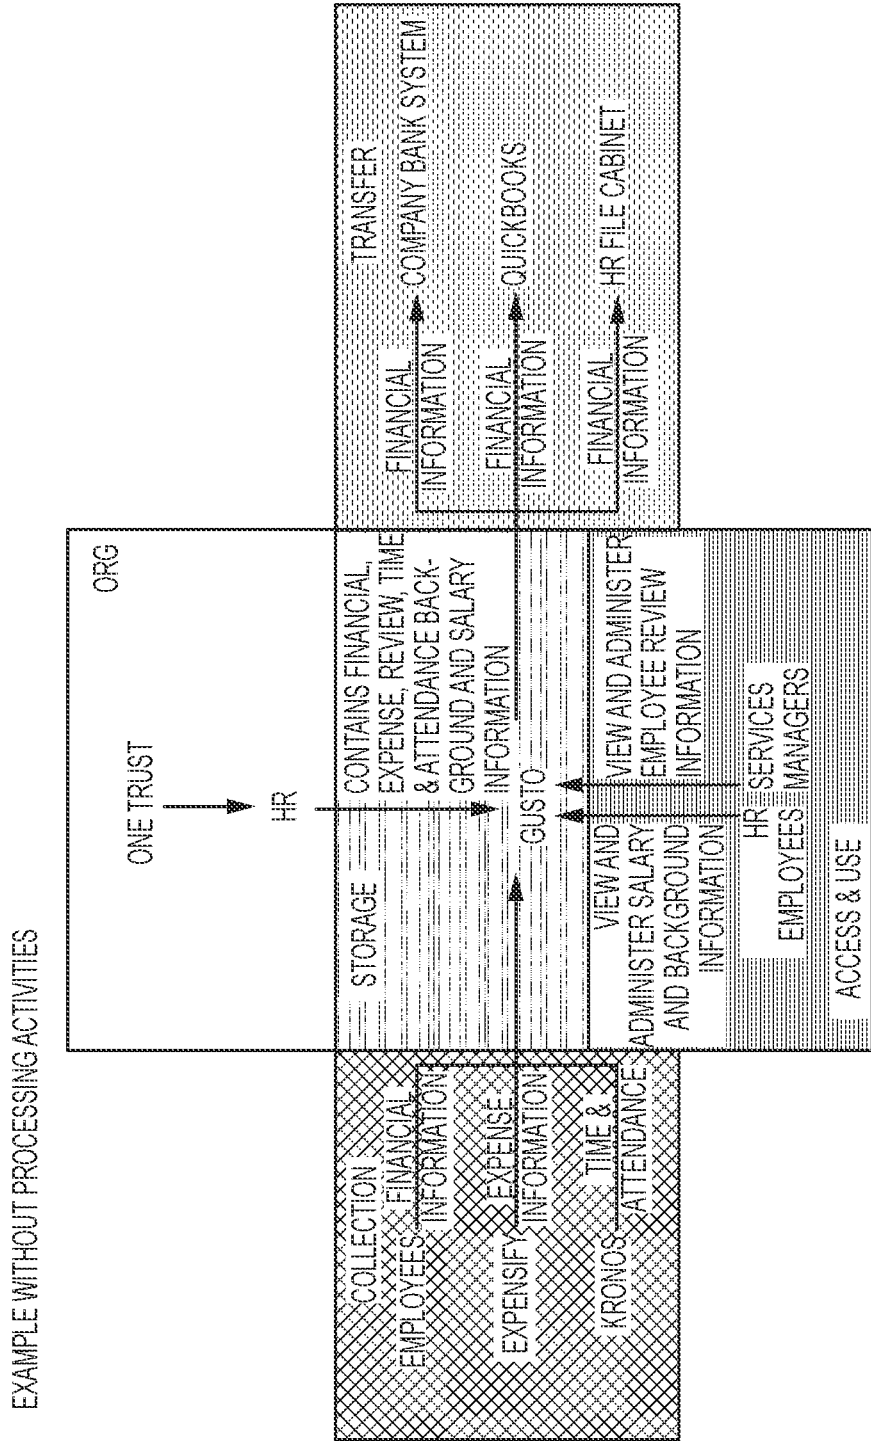 EXAMPLE WITHOUT PROCESSING ACTIVITIES
ORG
ONE TRUST
HR
COLLECTION
EMPLOYEES
FINANCIAL
INFORMATION
EXPENSIFY
EXPENSE
INFORMATION
KRONOS
TIME &
ATTENDANCE
STORAGE
CONTAINS FINANCIAL,
EXPENSE, REVIEW, TIME
& ATTENDANCE BACK-
GROUND AND SALARY
INFORMATION
GUSTO
TRANSFER
FINANCIAL
INFORMATION
COMPANY BANK SYSTEM
FINANCIAL
INFORMATION
QUICKBOOKS
FINANCIAL
INFORMATION
HR FILE CABINET
VIEW AND
ADMINISTER SALARY
AND BACKGROUND
INFORMATION
VIEW AND ADMINISTER
EMPLOYEE REVIEW
INFORMATION
HR
EMPLOYEES
SERVICES
MANAGERS
ACCESS & USE